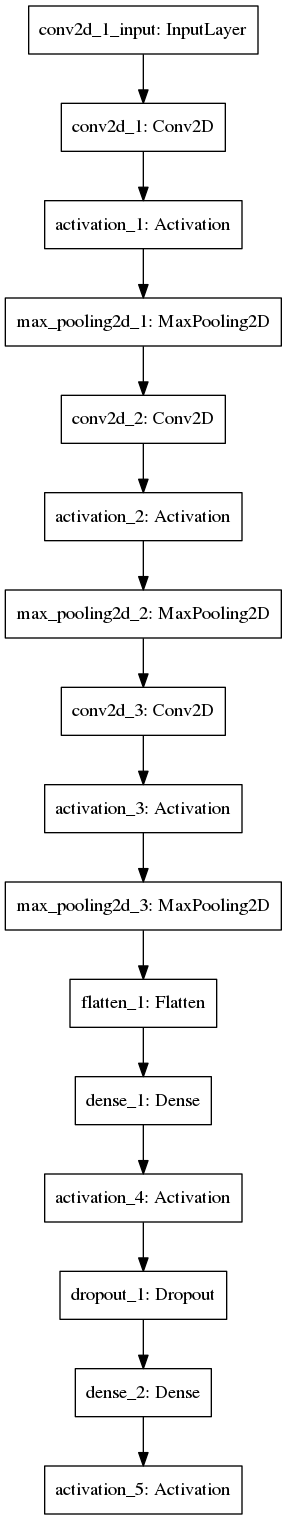 conv2d_1_input: InputLayer
conv2d_1: Conv2D
activation_1: Activation
max_pooling2d_1: MaxPooling2D
conv2d_2: Conv2D
activation_2: Activation
max_pooling2d_2: MaxPooling2D
conv2d_3: Conv2D
activation_3: Activation
max_pooling2d_3: MaxPooling2D
flatten_1: Flatten
dense_1: Dense
activation_4: Activation
dropout_1: Dropout
dense_2: Dense
activation_5: Activation